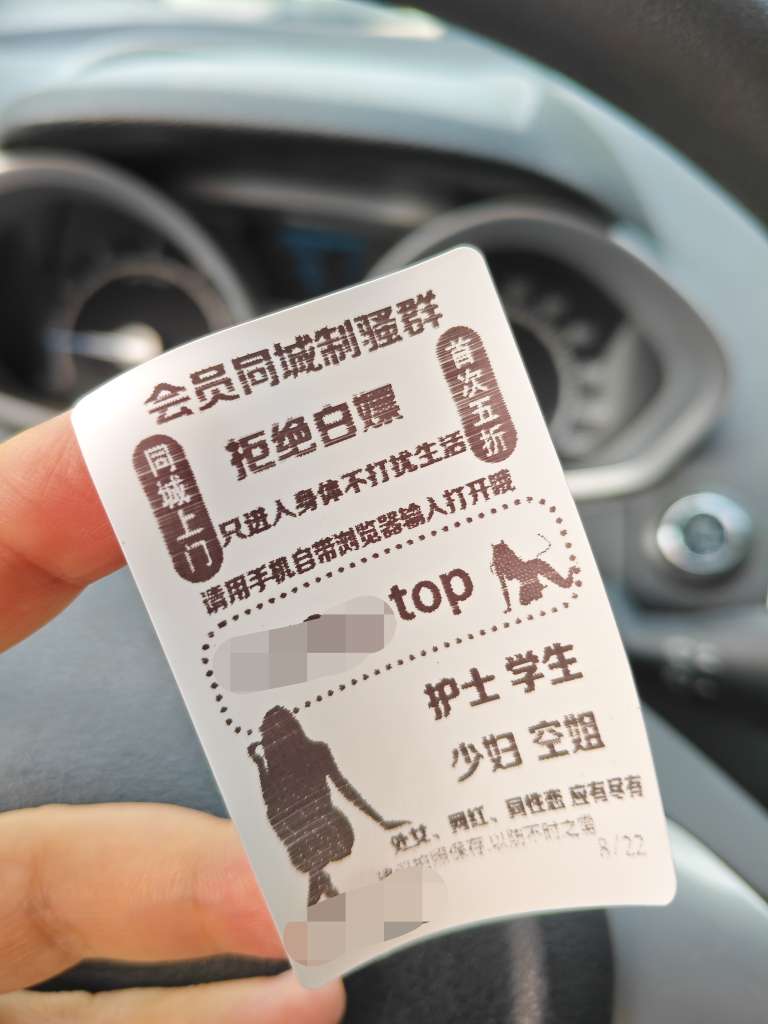 会员同城制骚群
首次五折
拒绝白嫖
同城上门
只进人身体不打扰生活
请用手机自带浏览器输入打开哦
top
护士 学生
少妇 空姐
处女、网红、同性恋 应有尽有
拍照保存,以防不时之需
8/22